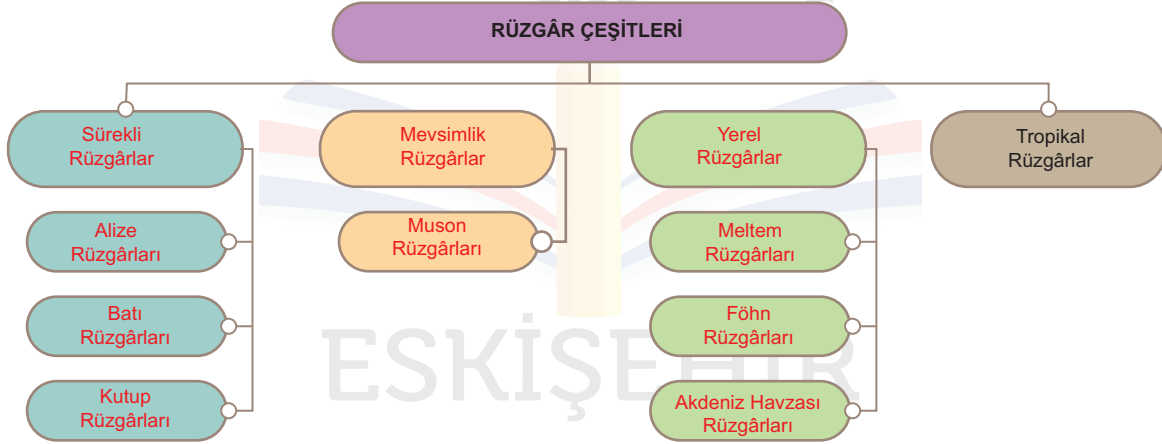 RÜZGÂR ÇEŞİTLERİ
Sürekli
Rüzgârlar
Mevsimlik
Rüzgârlar
Yerel
Rüzgârlar
Tropikal
Rüzgârlar
Alize
Rüzgârları
Muson
Rüzgârları
Meltem
Rüzgârları
Batı
Rüzgârları
Föhn
Rüzgârları
ESKİŞEHİR
Kutup
Rüzgârları
Akdeniz Havzası
Rüzgârları